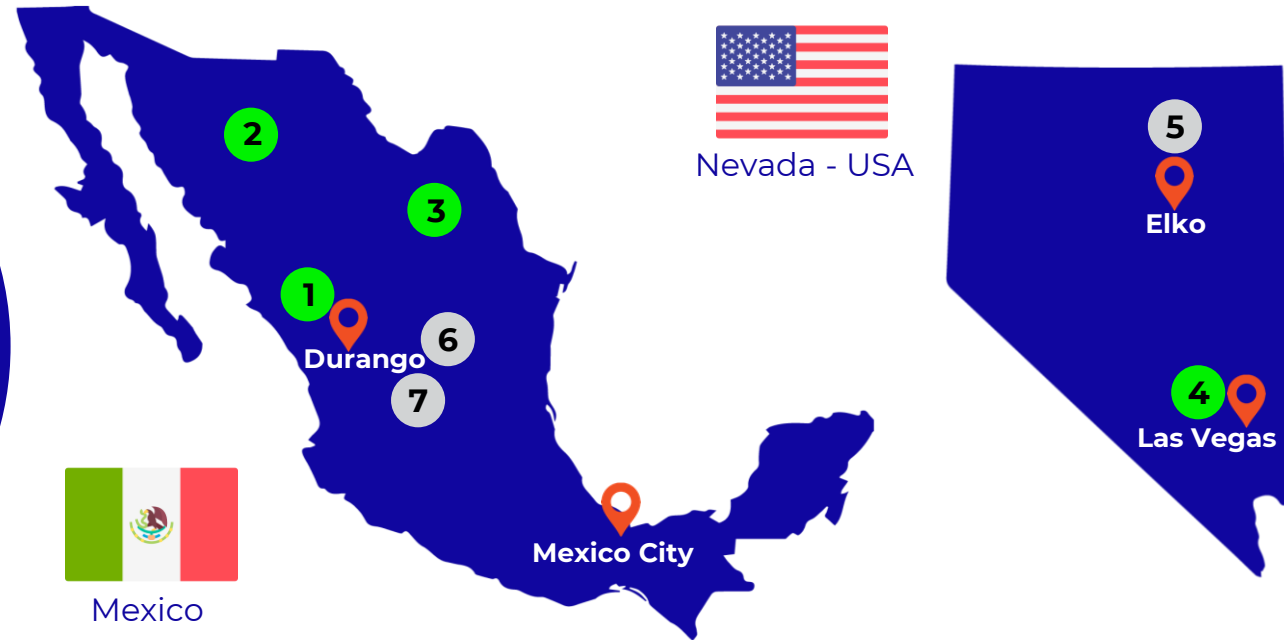 2
3
1
Durango
6
7
Mexico City
Mexico
Nevada - USA
5
Elko
4
Las Vegas